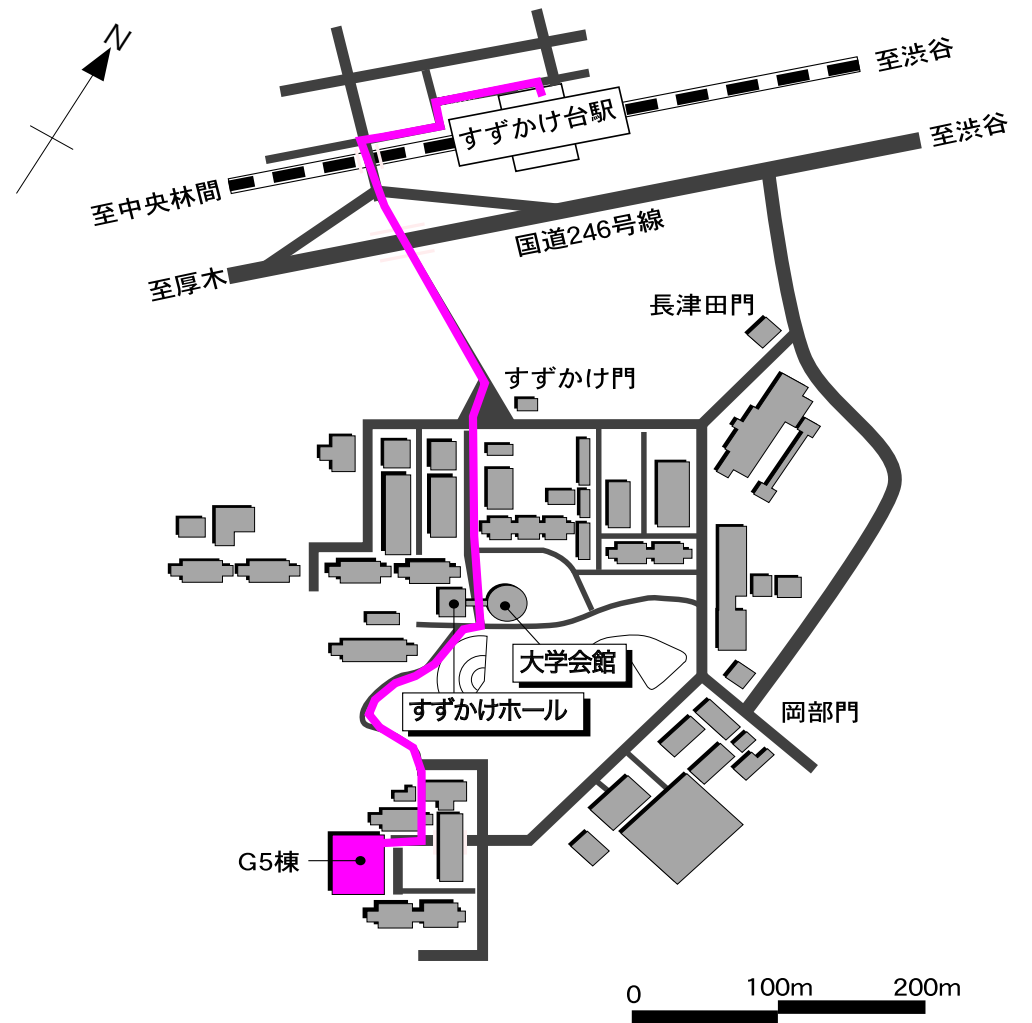 N
至渋谷
すずかけ台駅
至渋谷
至中央林間
国道246号線
至厚木
長津田門
すずかけ門
大学会館
すずかけホール
岡部門
G5棟
0 100m 200m